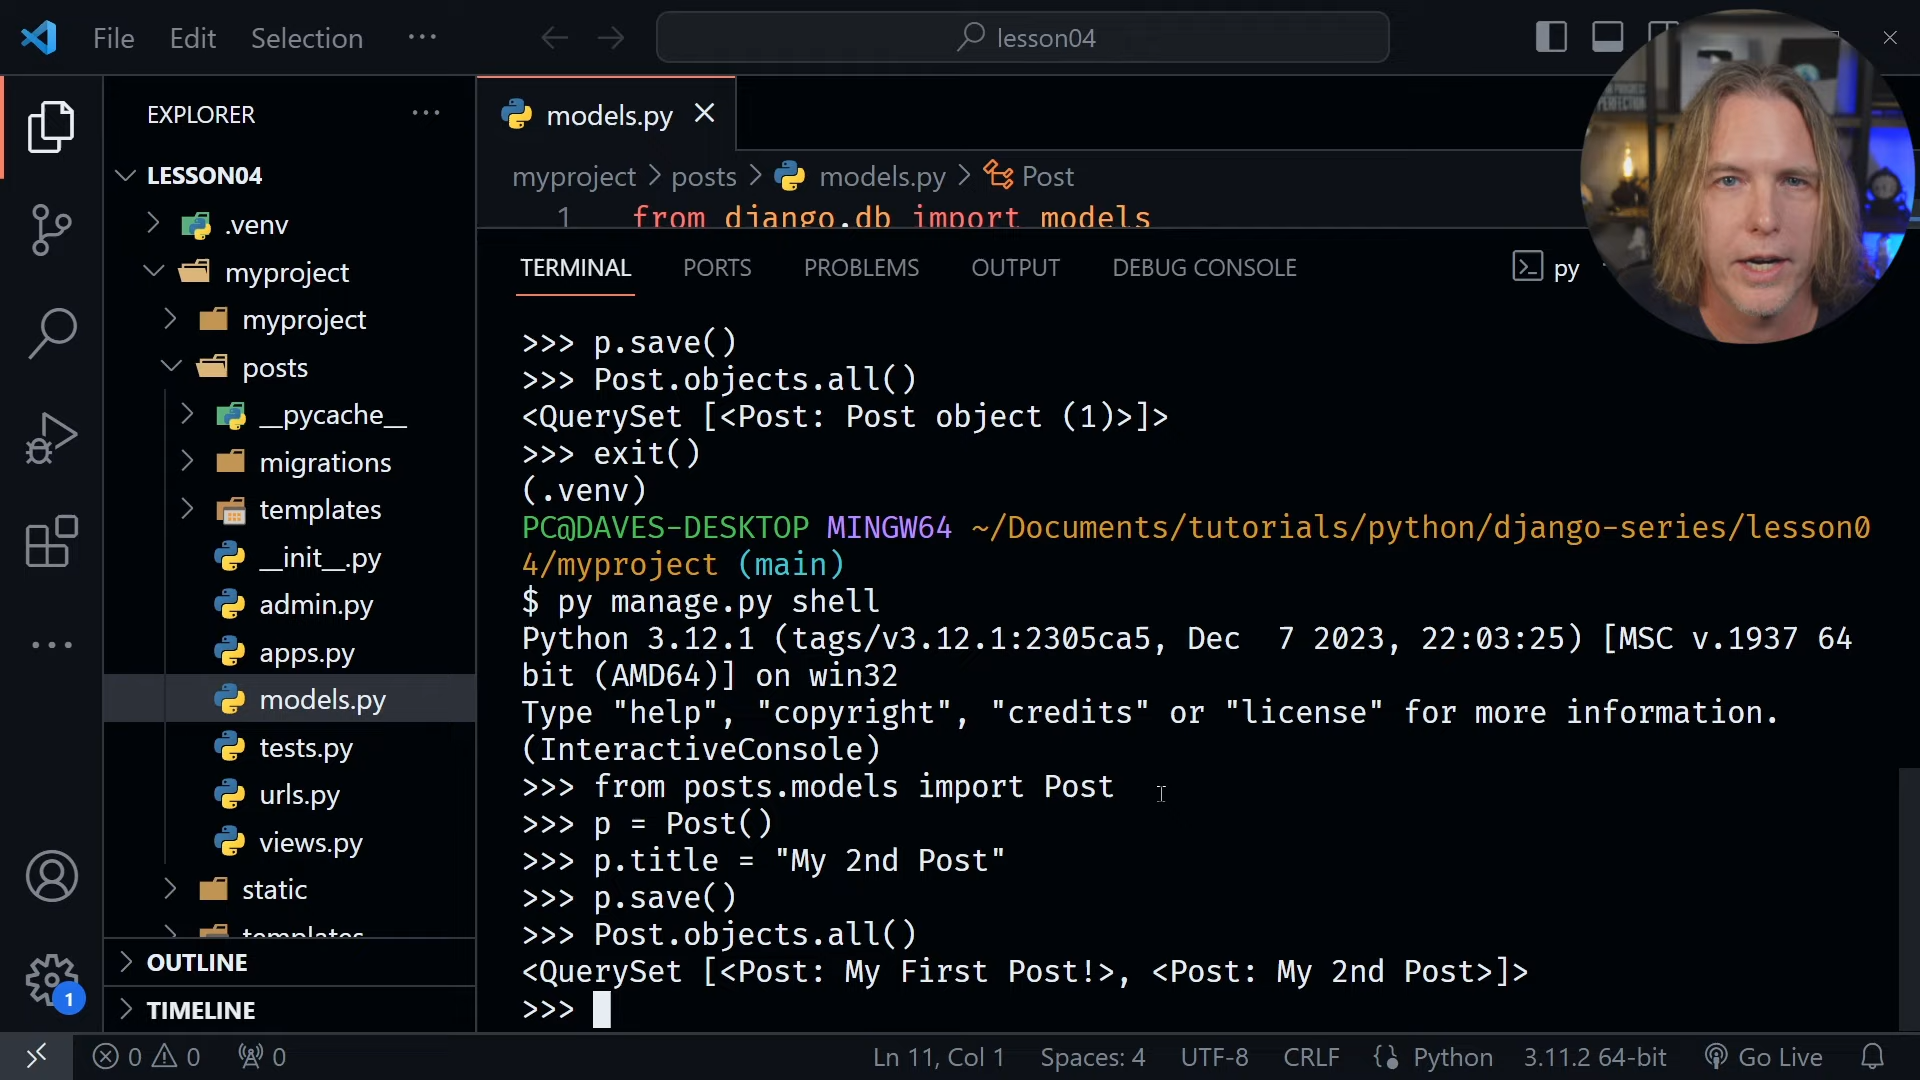 File Edit Selection ··· lesson04
EXPLORER ···
LESSON04
.venv
myproject
myproject
posts
__pycache__
migrations
templates
__init__.py
admin.py
apps.py
models.py
tests.py
urls.py
views.py
static
templates
OUTLINE
TIMELINE
1
models.py
myproject > posts > models.py > Post
1 from django.db import models
TERMINAL PORTS PROBLEMS OUTPUT DEBUG CONSOLE py
>>> p.save()
>>> Post.objects.all()
<QuerySet [<Post: Post object (1)>]>
>>> exit()
(.venv)
PC@DAVES-DESKTOP MINGW64 ~/Documents/tutorials/python/django-series/lesson0
4/myproject (main)
$ py manage.py shell
Python 3.12.1 (tags/v3.12.1:2305ca5, Dec  7 2023, 22:03:25) [MSC v.1937 64
bit (AMD64)] on win32
Type "help", "copyright", "credits" or "license" for more information.
(InteractiveConsole)
>>> from posts.models import Post
>>> p = Post()
>>> p.title = "My 2nd Post"
>>> p.save()
>>> Post.objects.all()
<QuerySet [<Post: My First Post!>, <Post: My 2nd Post>]>
>>>
0 0 0 Ln 11, Col 1 Spaces: 4 UTF-8 CRLF Python 3.11.2 64-bit Go Live